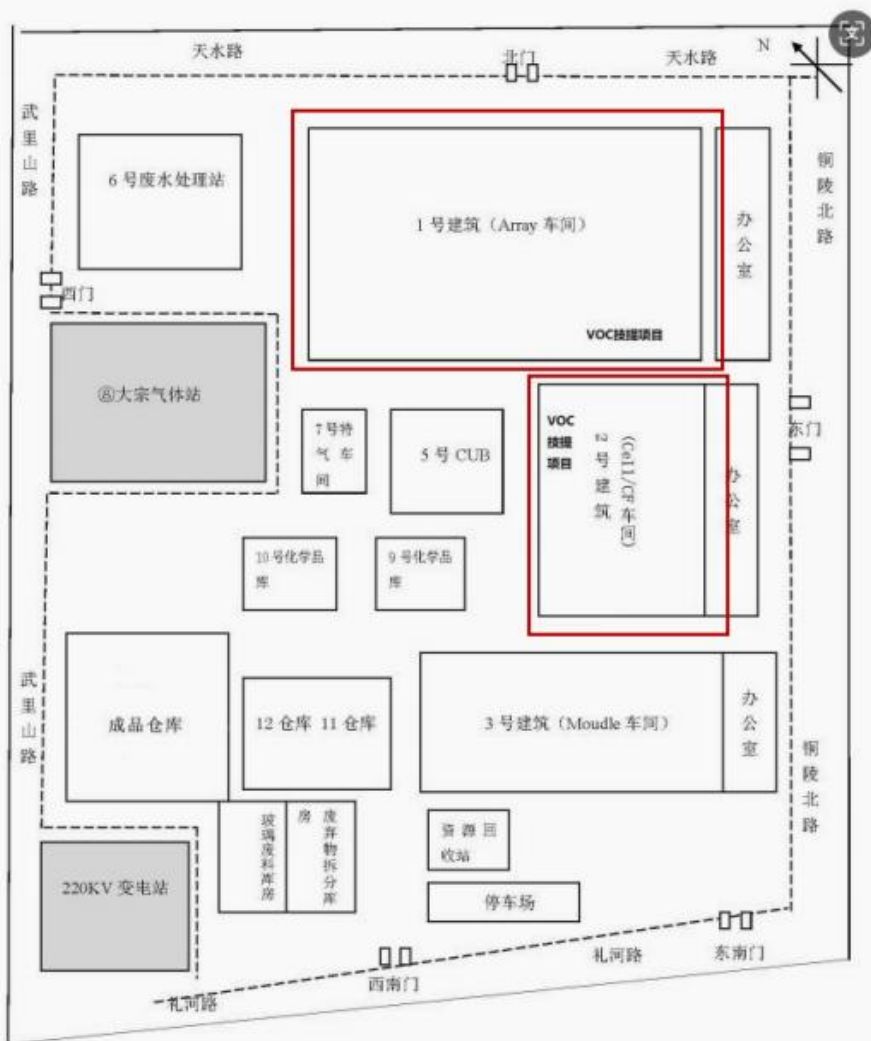 天水路
北门
天水路
N
武里山路
6 号废水处理站
1 号建筑（Array 车间）
办公室
铜陵北路
VOC技提项目
西门
⑧大宗气体站
7 号特
气 车
间
5 号 CUB
VOC
技提
项目
2 号建筑
（Cell/CF 车间）
办公室
东门
10 号化学品
库
9 号化学品
库
武里山路
成品仓库
12 仓库 11 仓库
3 号建筑（Moudle 车间）
办公室
铜陵北路
玻璃废料库房
废弃物拆分库
房
资 源 回
收站
220KV 变电站
停车场
礼河路
东南门
西南门
礼河路